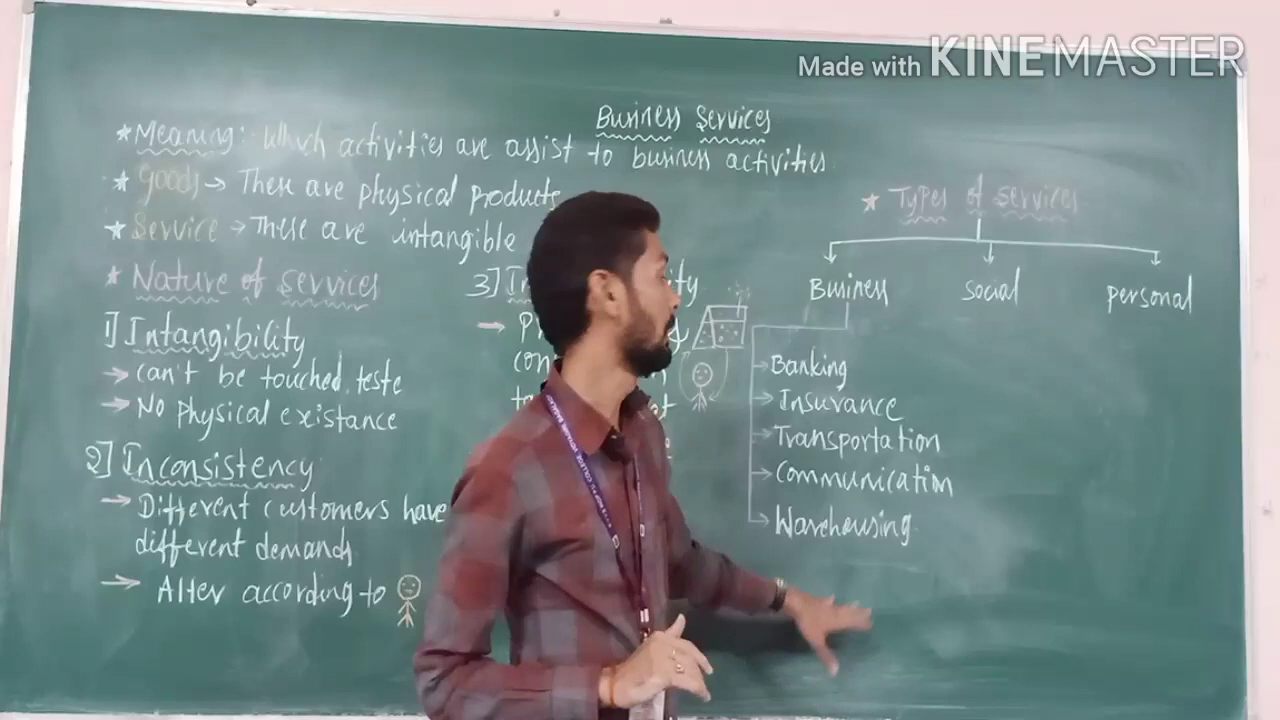 Made with KINEMASTER
Business Services
* Meaning: Which activities are assist to business activities
* Goods → These are physical products
* Service → These are intangible
* Nature of services
1] Intangibility
→ can't be touched, teste
→ No physical existance
2] Inconsistency
→ Different customers have
different demands
→ Alter according to
3]
* Types of services
Business Social personal
→ Banking
→ Insurance
→ Transportation
→ Communication
→ Warehousing